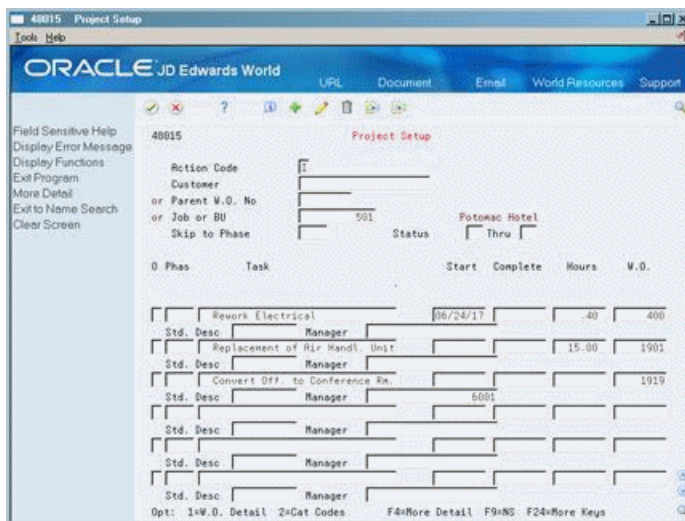 48015 Project Setup
Tools Help
ORACLE JD Edwards World
URL Document Email World Resources Support
Field Sensitive Help
Display Error Message
Display Functions
Exit Program
More Detail
Exit to Name Search
Clear Screen
48015 Project Setup
Action Code I
Customer
or Parent W.O. No
or Job or BU 501 Potomac Hotel
Skip to Phase Status Thru
O Phas Task Start Complete Hours W.O.
Rework Electrical 06/24/17 .40 400
Std. Desc Manager
Replacement of Air Handl. Unit 15.00 1901
Std. Desc Manager
Convert Off. to Conference Rm. 1919
Std. Desc Manager 6001
Std. Desc Manager
Std. Desc Manager
Std. Desc Manager
Opt: 1=W.O. Detail 2=Cat Codes F4=More Detail F9=NS F24=More Keys